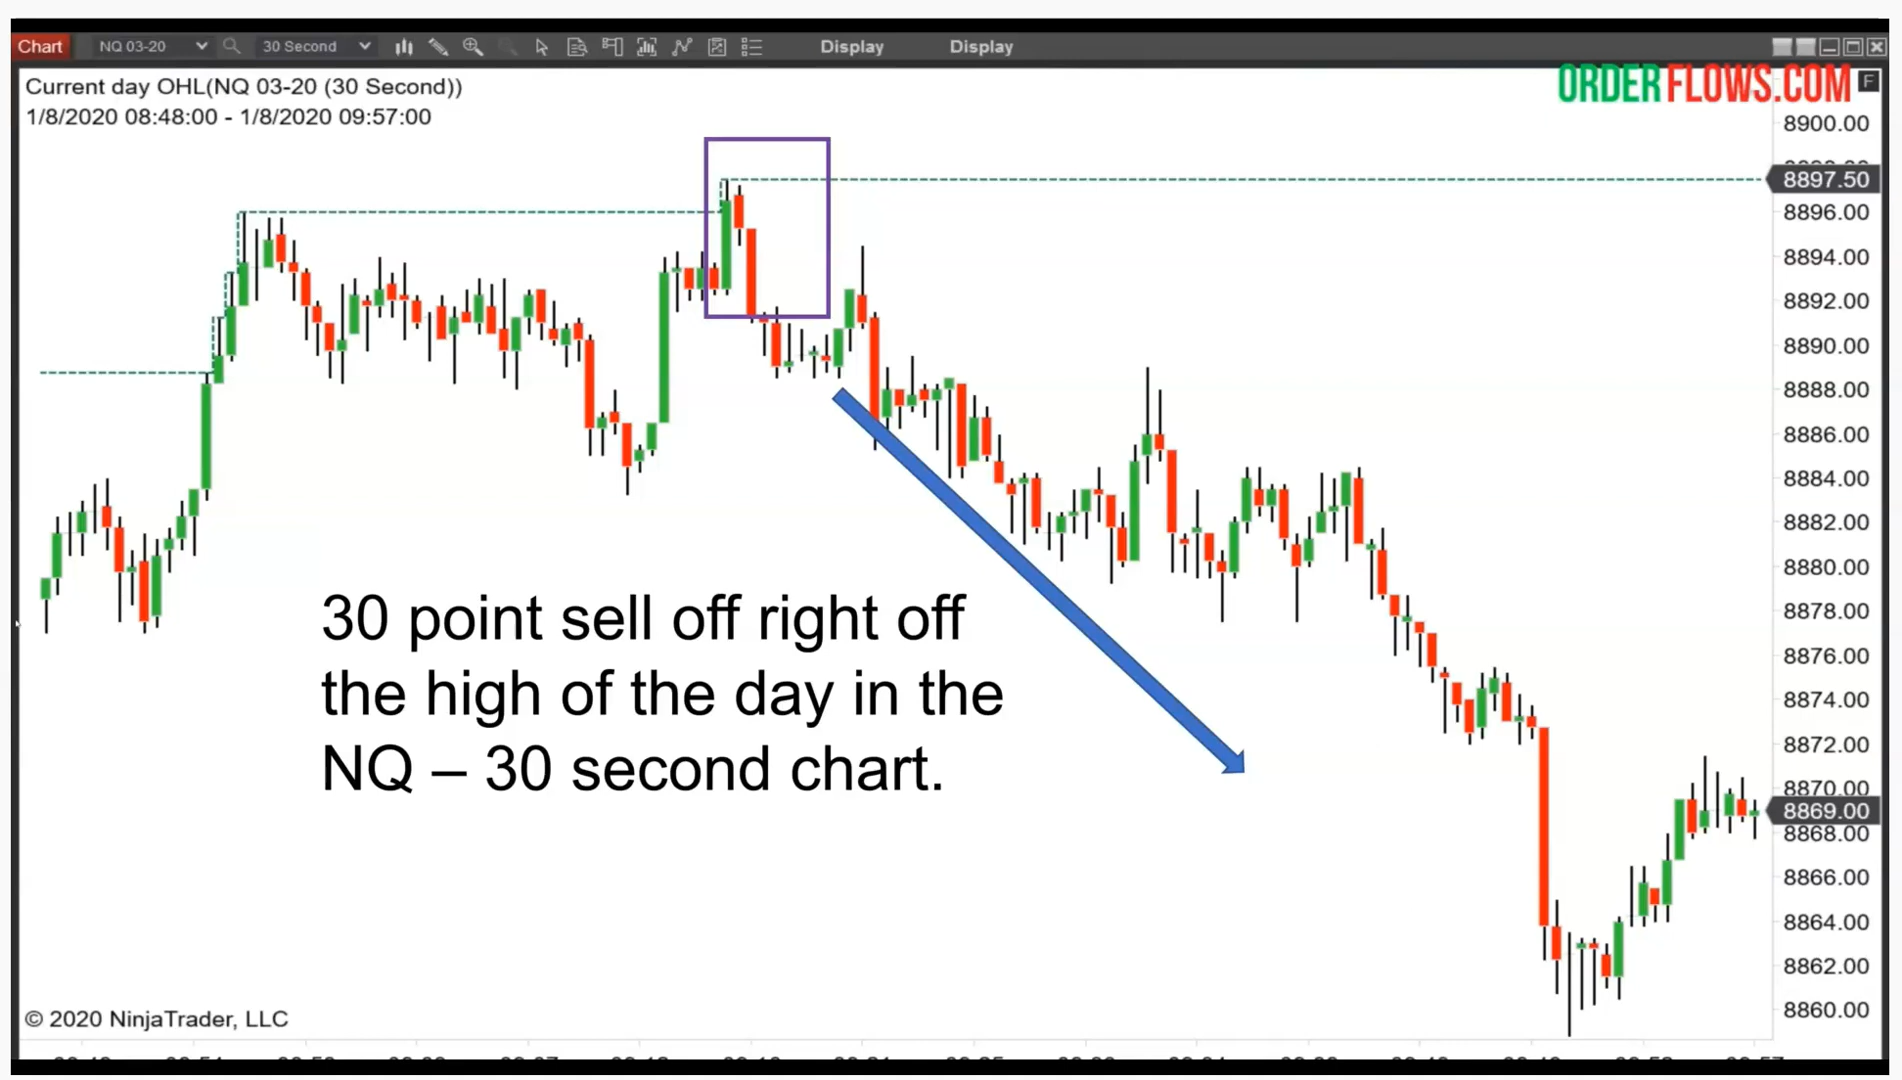 Chart NQ 03-20 30 Second Display Display
Current day OHL(NQ 03-20 (30 Second))
1/8/2020 08:48:00 - 1/8/2020 09:57:00
ORDERFLOWS.COM
F
8900.00
8897.50
8896.00
8894.00
8892.00
8890.00
8888.00
8886.00
8884.00
8882.00
8880.00
8878.00
8876.00
8874.00
8872.00
8870.00
8869.00
8868.00
8866.00
8864.00
8862.00
8860.00
30 point sell off right off
the high of the day in the
NQ – 30 second chart.
© 2020 NinjaTrader, LLC